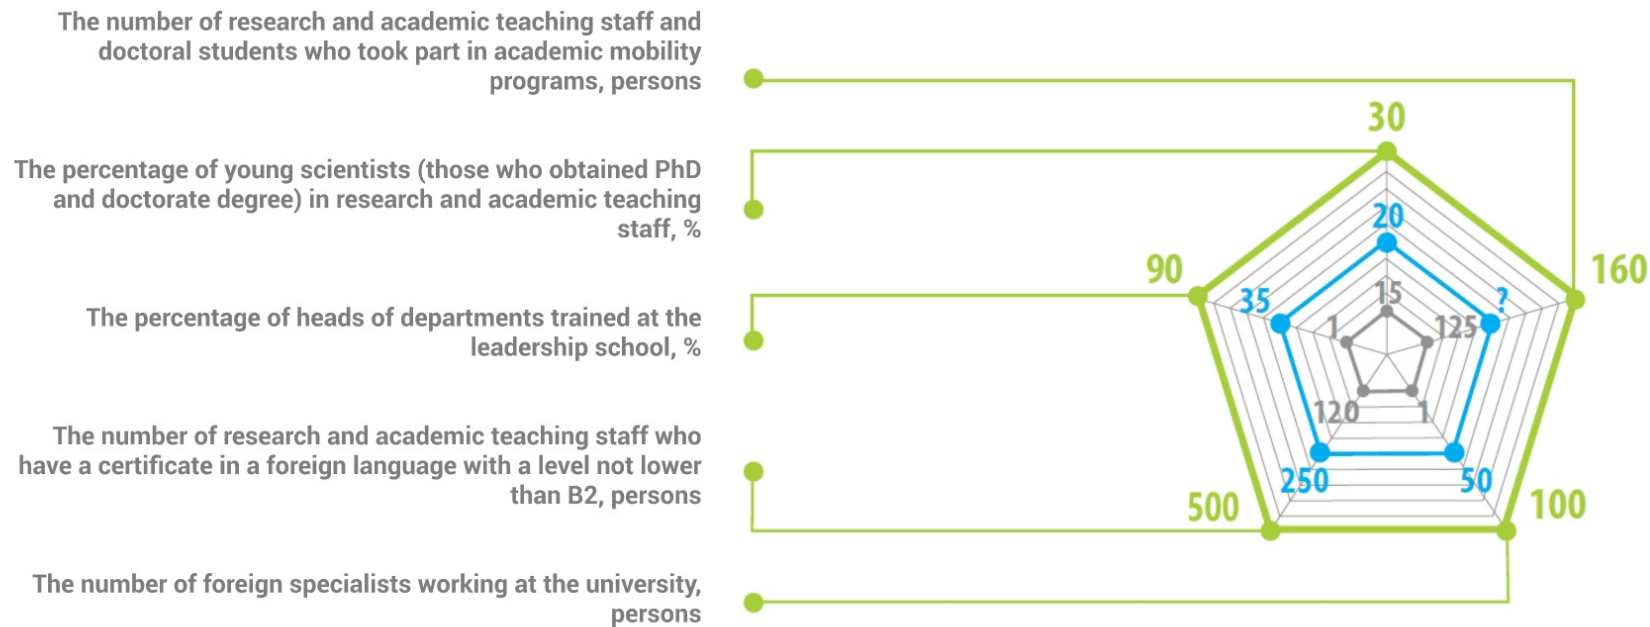 The number of research and academic teaching staff and
doctoral students who took part in academic mobility
programs, persons
The percentage of young scientists (those who obtained PhD
and doctorate degree) in research and academic teaching
staff, %
The percentage of heads of departments trained at the
leadership school, %
The number of research and academic teaching staff who
have a certificate in a foreign language with a level not lower
than B2, persons
The number of foreign specialists working at the university,
persons
30
20
90
160
35
?
15
1
125
120
1
250
50
500
100